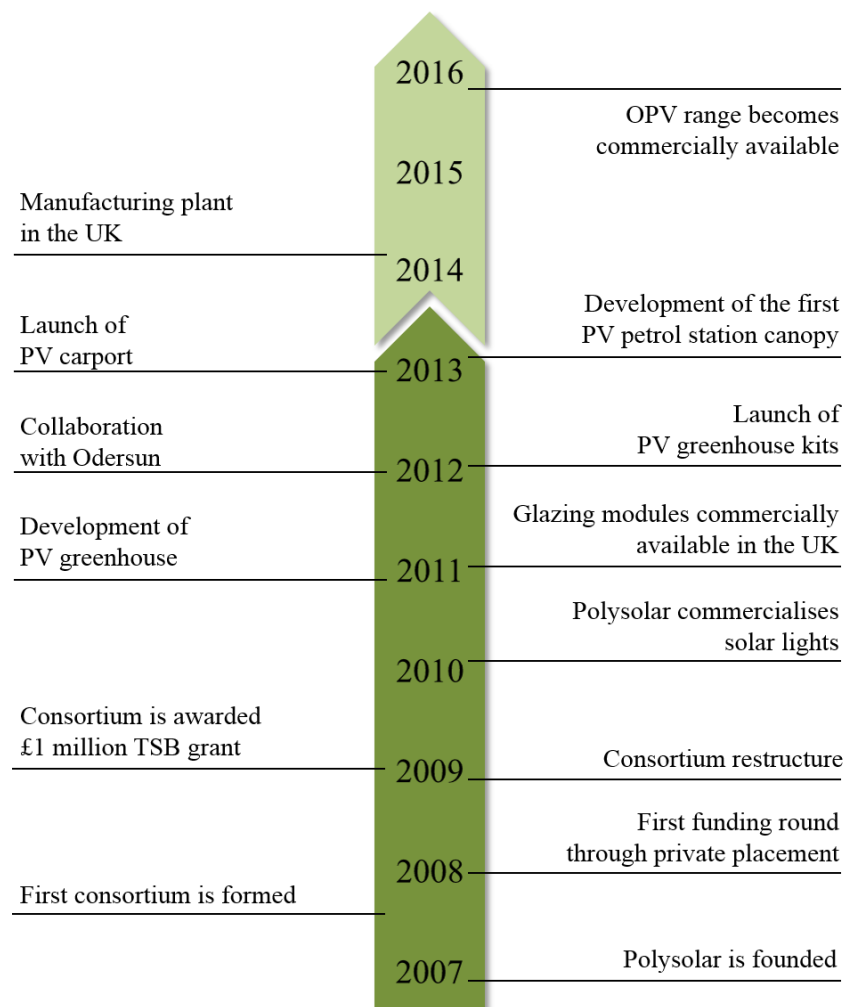 2016
OPV range becomes
commercially available
2015
Manufacturing plant
in the UK
2014
Development of the first
PV petrol station canopy
Launch of
PV carport
2013
Launch of
PV greenhouse kits
Collaboration
with Odersun
2012
Glazing modules commercially
available in the UK
Development of
PV greenhouse
2011
Polysolar commercialises
solar lights
2010
Consortium is awarded
£1 million TSB grant
2009
Consortium restructure
First funding round
through private placement
2008
First consortium is formed
2007
Polysolar is founded